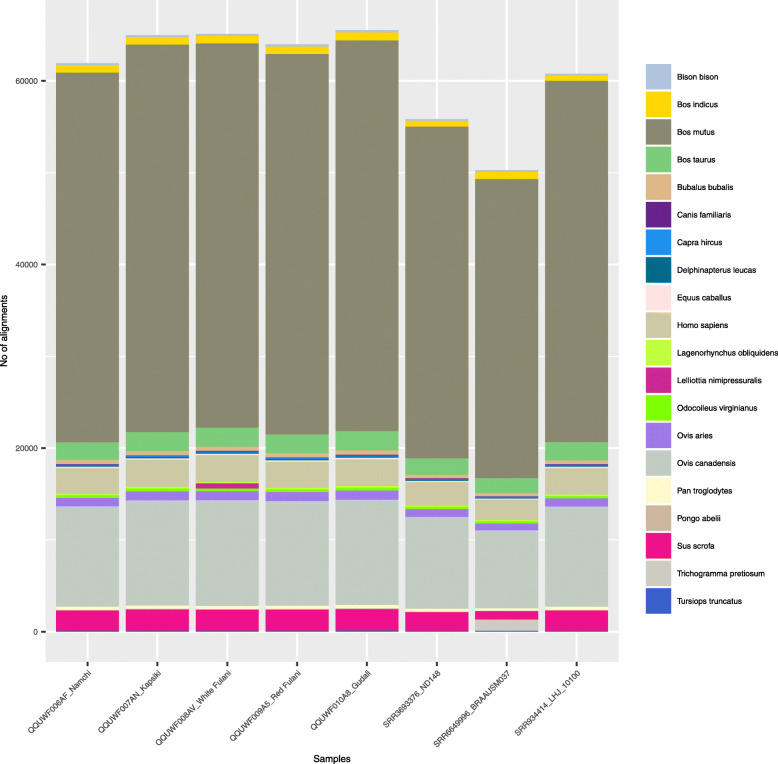 No of alignments
60000
40000
20000
0
QQUWF006AF_Namchi
QQUWF007AN_Kapsiki
QQUWF008AV_White Fulani
QQUWF009A5_Red Fulani
QQUWF010A8_Gudali
SRR3693376_ND148
SRR6649996_BRAAUSM037
SRR934414_LHJ_10100
Samples
Bison bison
Bos indicus
Bos mutus
Bos taurus
Bubalus bubalis
Canis familiaris
Capra hircus
Delphinapterus leucas
Equus caballus
Homo sapiens
Lagenorhynchus obliquidens
Lelliottia nimipressuralis
Odocoileus virginianus
Ovis aries
Ovis canadensis
Pan troglodytes
Pongo abelii
Sus scrofa
Trichogramma pretiosum
Tursiops truncatus